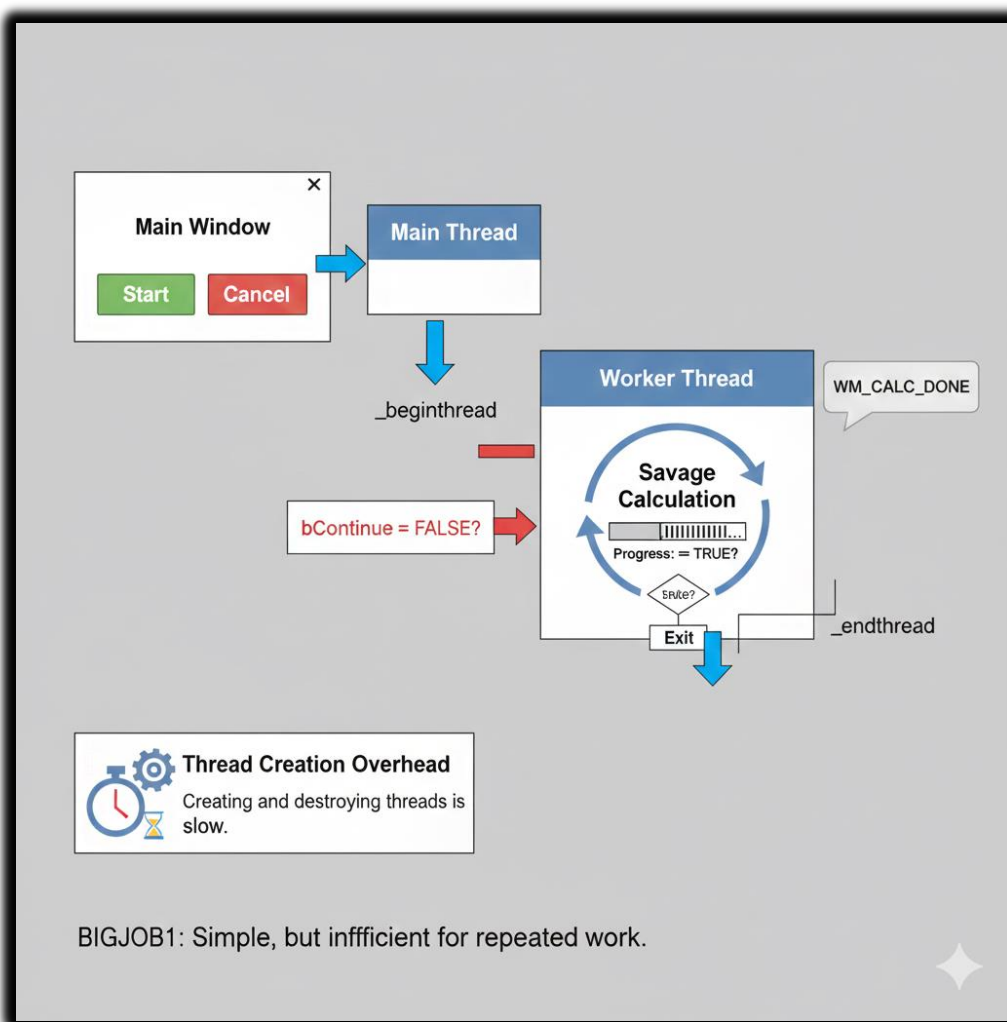 Main Window
Start
Cancel
Main Thread
_beginthread
Worker Thread
WM_CALC_DONE
Savage
Calculation
Progress: = TRUE?
bContinue = FALSE?
Exit
_endthread
Thread Creation Overhead
Creating and destroying threads is
slow.
BIGJOB1: Simple, but infffficient for repeated work.